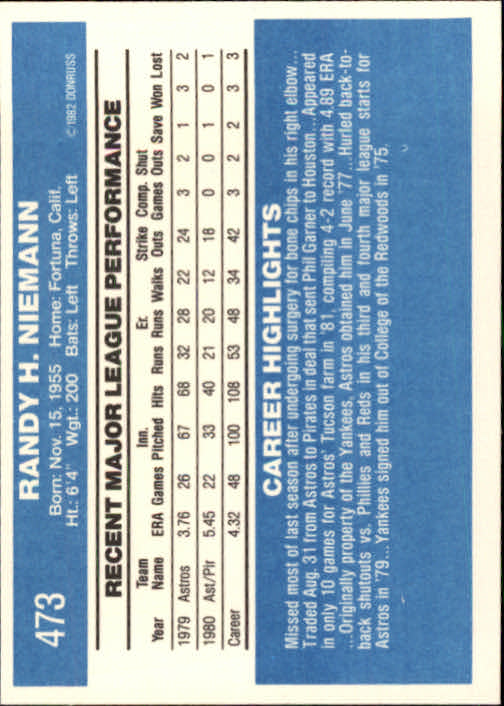 473
RANDY H. NIEMANN
Born: Nov. 15, 1955 Home: Fortuna, Calif.
Ht.: 6'4" Wgt.: 200 Bats: Left Throws: Left
©1982 DONRUSS
RECENT MAJOR LEAGUE PERFORMANCE
Team Inn. Er. Strike Comp. Shut
Year Name ERA Games Pitched Hits Runs Runs Walks Outs Games Outs Save Won Lost
1979 Astros 3.76 26 67 68 32 28 22 24 3 2 1 3 2
1980 Ast/Pir 5.45 22 33 40 21 20 12 18 0 0 1 0 1
Career 4.32 48 100 108 53 48 34 42 3 2 2 3 3
CAREER HIGHLIGHTS
Missed most of last season after undergoing surgery for bone chips in his right elbow...
Traded Aug. 31 from Astros to Pirates in deal that sent Phil Garner to Houston...Appeared
in only 10 games for Astros' Tucson farm in '81, compiling 4-2 record with 4.89 ERA
...Originally property of the Yankees, Astros obtained him in June '77...Hurled back-to-
back shutouts vs. Phillies and Reds in his third and fourth major league starts for
Astros in '79...Yankees signed him out of College of the Redwoods in '75.